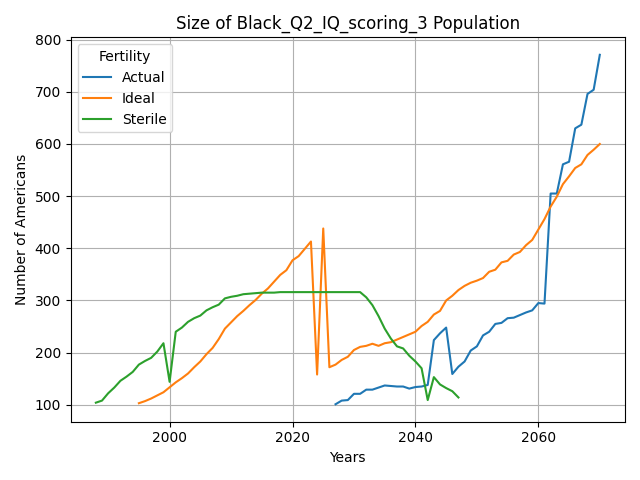 Size of Black_Q2_IQ_scoring_3 Population
Fertility
Actual
Ideal
Sterile
Number of Americans
800
700
600
500
400
300
200
100
2000
2020
2040
2060
Years